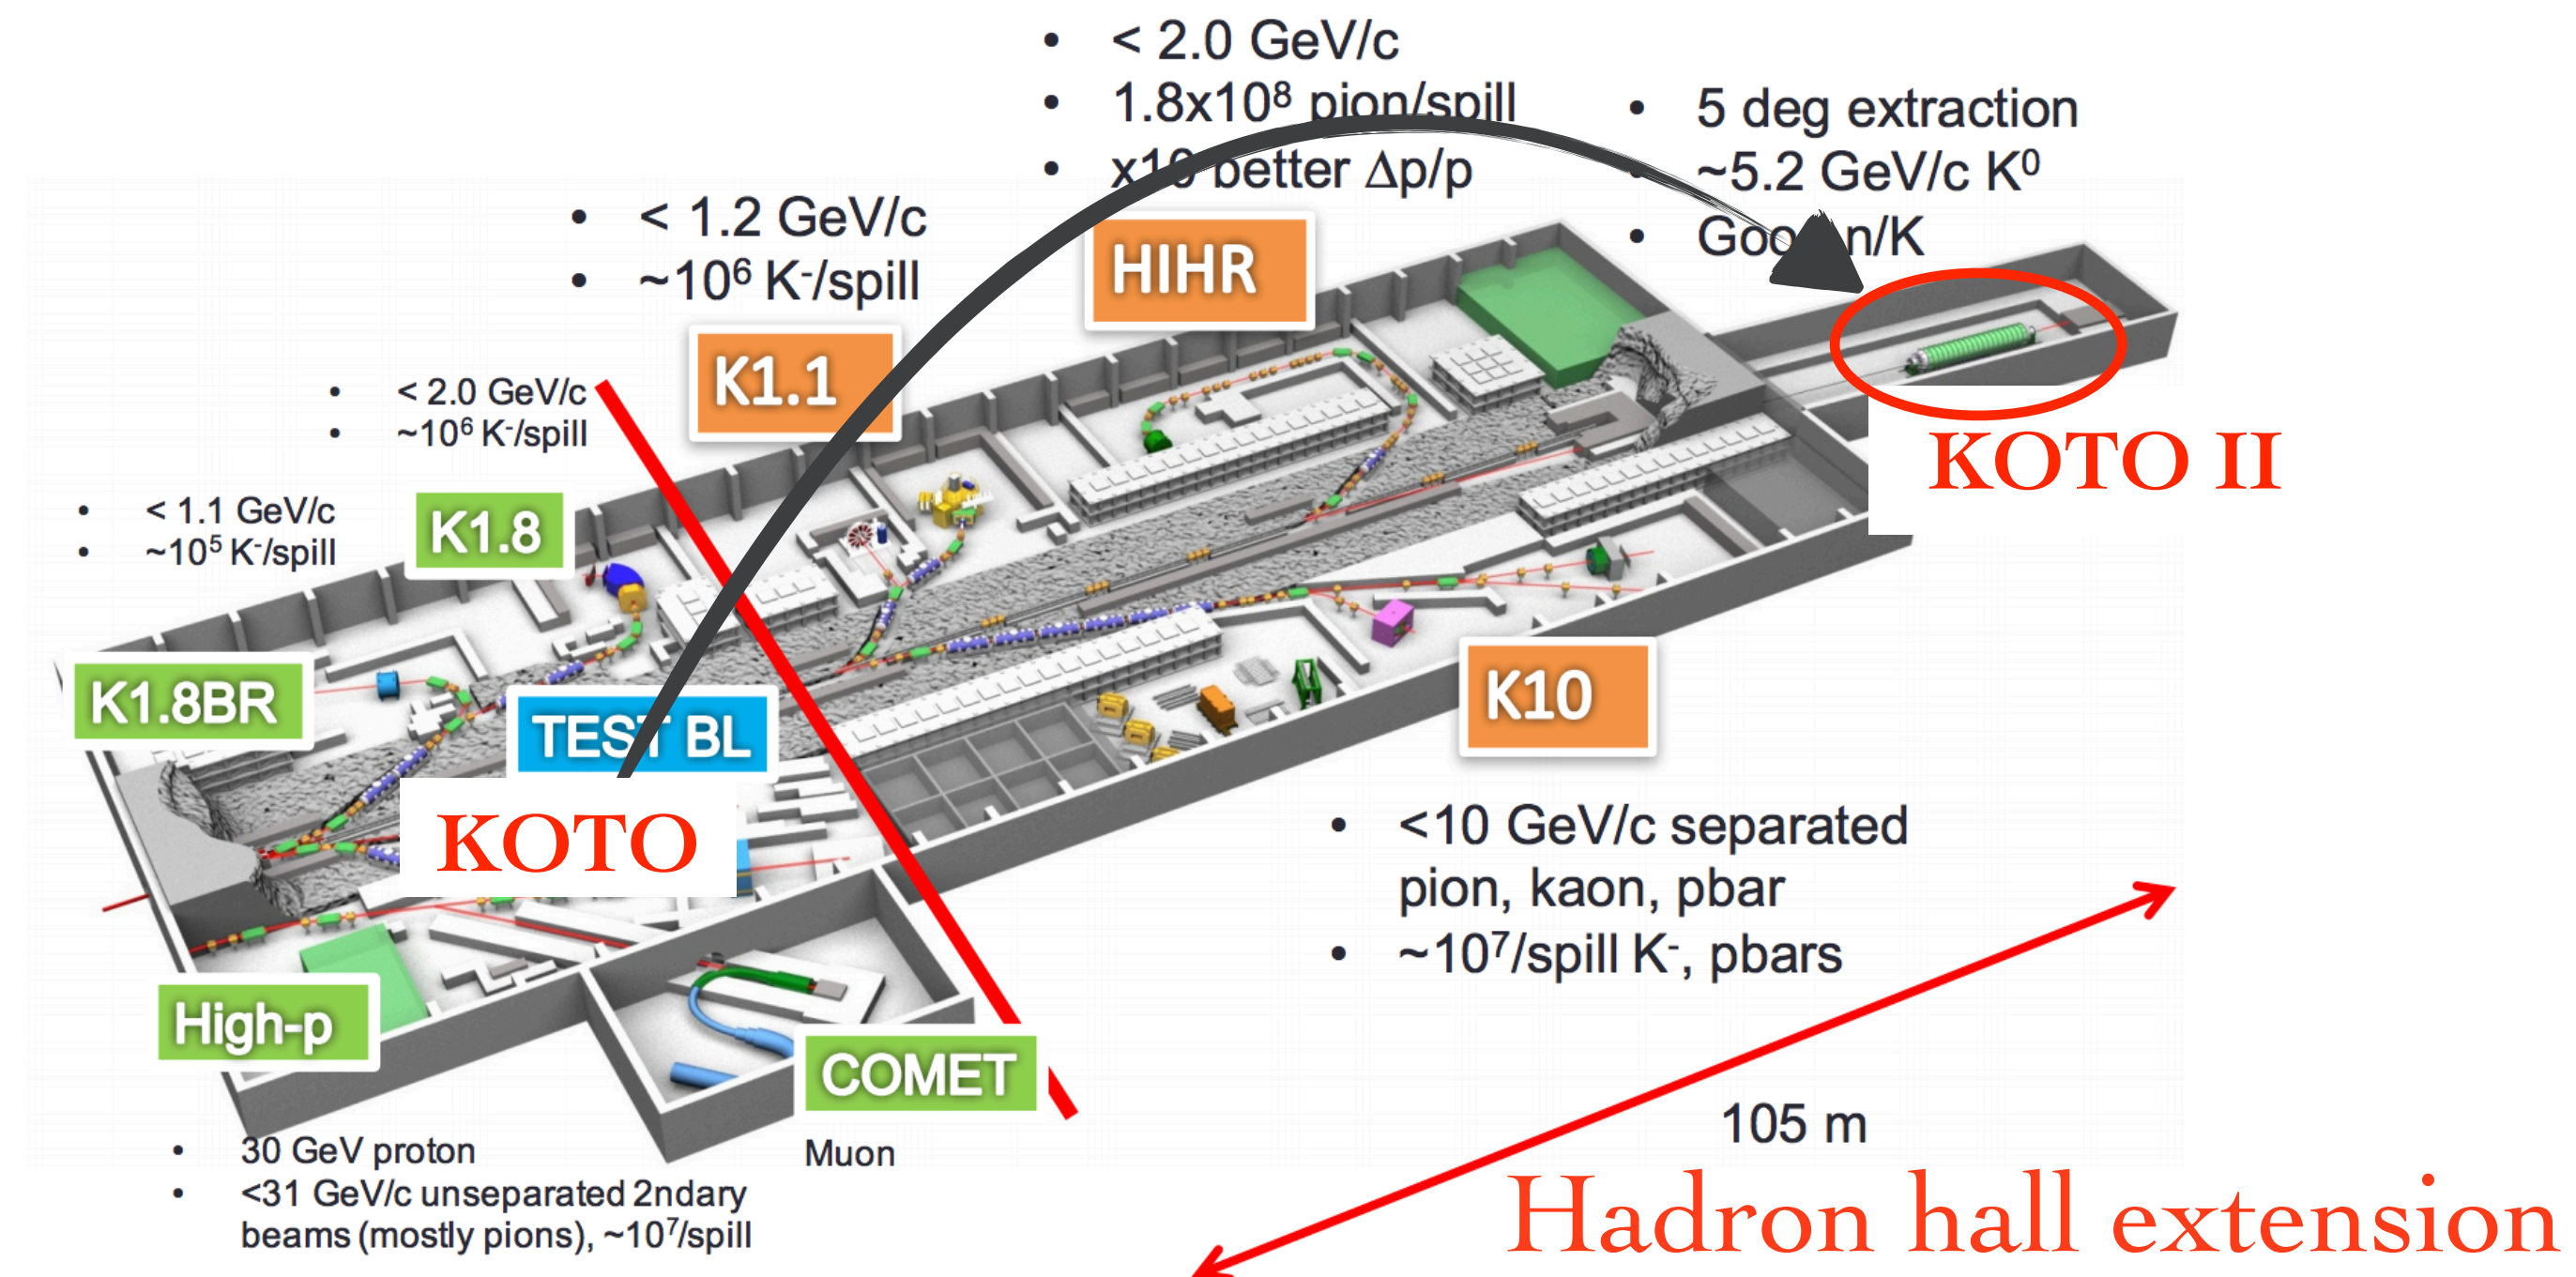 • < 2.0 GeV/c
• 1.8x10⁸ pion/spill
• x10 better Δp/p
• 5 deg extraction
• ~5.2 GeV/c K⁰
• n/K
• < 1.2 GeV/c
• ~10⁶ K⁻/spill
HIHR
K1.1
• < 2.0 GeV/c
• ~10⁶ K⁻/spill
KOTO II
• < 1.1 GeV/c
• ~10⁵ K⁻/spill
K1.8
K1.8BR
TEST BL
K10
KOTO
• <10 GeV/c separated
pion, kaon, pbar
• ~10⁷/spill K⁻, pbars
High-p
COMET
• 30 GeV proton
• <31 GeV/c unseparated 2ndary
beams (mostly pions), ~10⁷/spill
Muon
105 m
Hadron hall extension